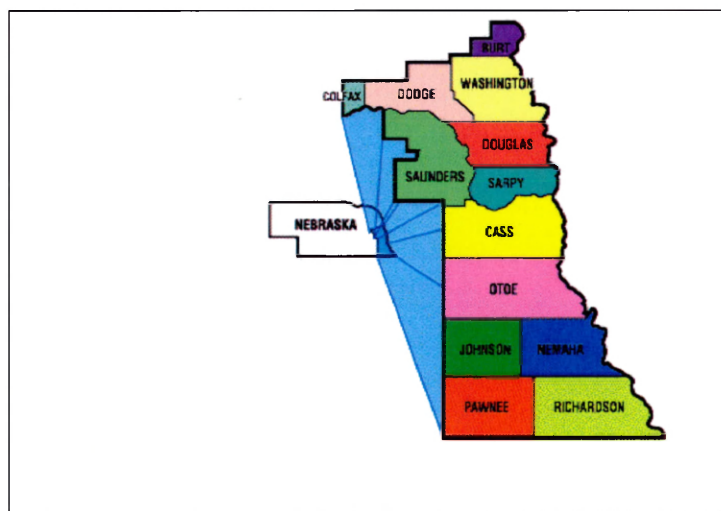 BURT
WASHINGTON
COLFAX
DODGE
DOUGLAS
SAUNDERS
SARPY
NEBRASKA
CASS
OTOE
JOHNSON
NEMAHA
PAWNEE
RICHARDSON